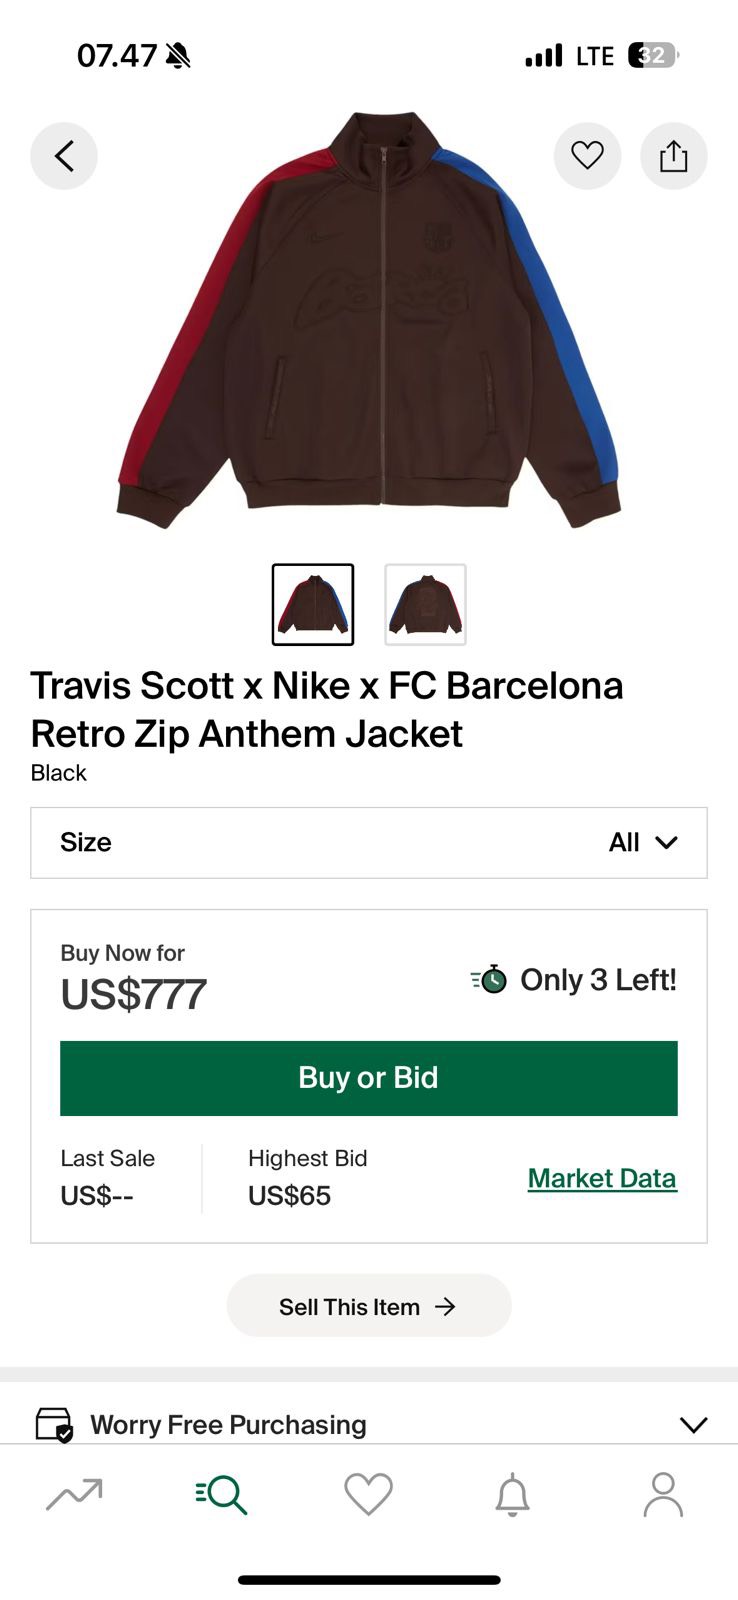 07.47
LTE
32
Travis Scott x Nike x FC Barcelona
Retro Zip Anthem Jacket
Black
Size
All
Buy Now for
US$777
Only 3 Left!
Buy or Bid
Last Sale
US$--
Highest Bid
US$65
Market Data
Sell This Item
Worry Free Purchasing